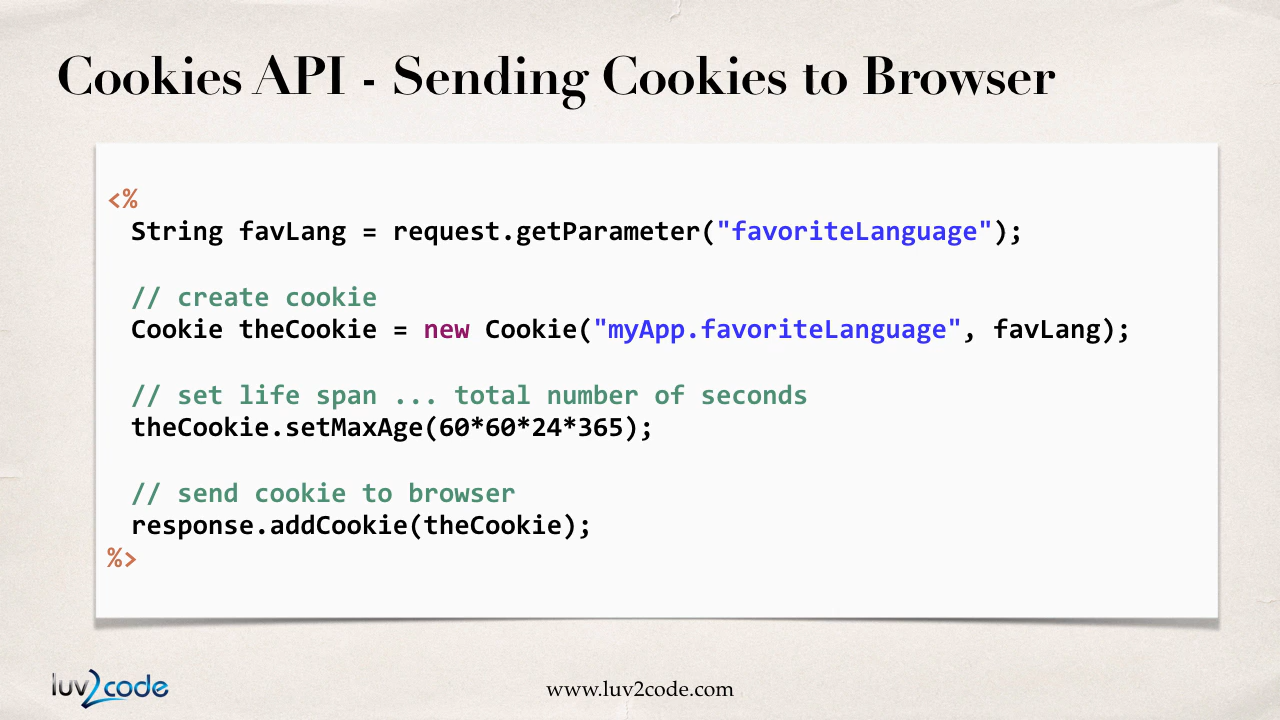 Cookies API - Sending Cookies to Browser
<%
String favLang = request.getParameter("favoriteLanguage");
// create cookie
Cookie theCookie = new Cookie("myApp.favoriteLanguage", favLang);
// set life span ... total number of seconds
theCookie.setMaxAge(60*60*24*365);
// send cookie to browser
response.addCookie(theCookie);
%>
luv2code
www.luv2code.com